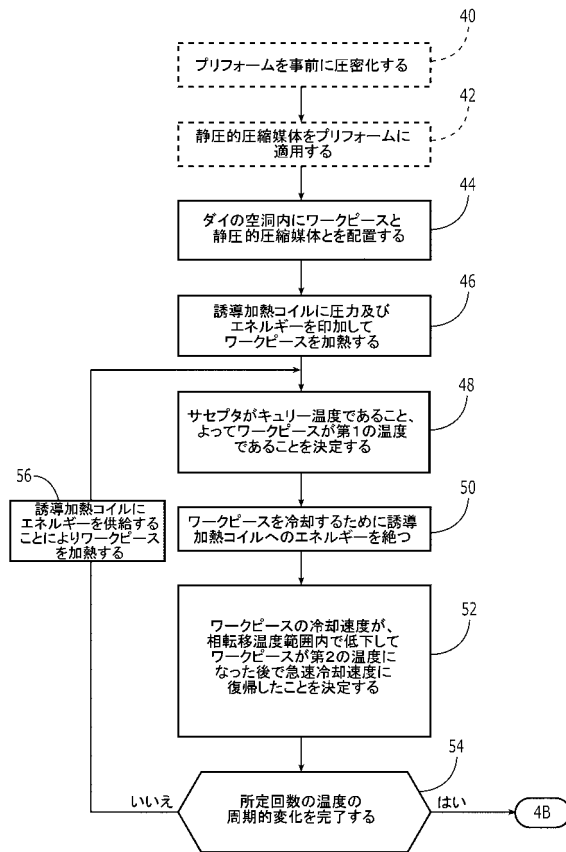 40
プリフォームを事前に圧密化する
42
静圧的圧縮媒体をプリフォームに
適用する
44
ダイの空洞内にワークピースと
静圧的圧縮媒体とを配置する
46
誘導加熱コイルに圧力及び
エネルギーを印加して
ワークピースを加熱する
48
サセプタがキュリー温度であること、
よってワークピースが第1の温度
であることを決定する
56
誘導加熱コイルに
エネルギーを供給する
ことによりワークピース
を加熱する
50
ワークピースを冷却するために誘導
加熱コイルへのエネルギーを絶つ
52
ワークピースの冷却速度が、
相転移温度範囲内で低下して
ワークピースが第2の温度に
なった後で急速冷却速度に
復帰したことを決定する
54
いいえ
所定回数の温度の
周期的変化を完了する
はい
4B